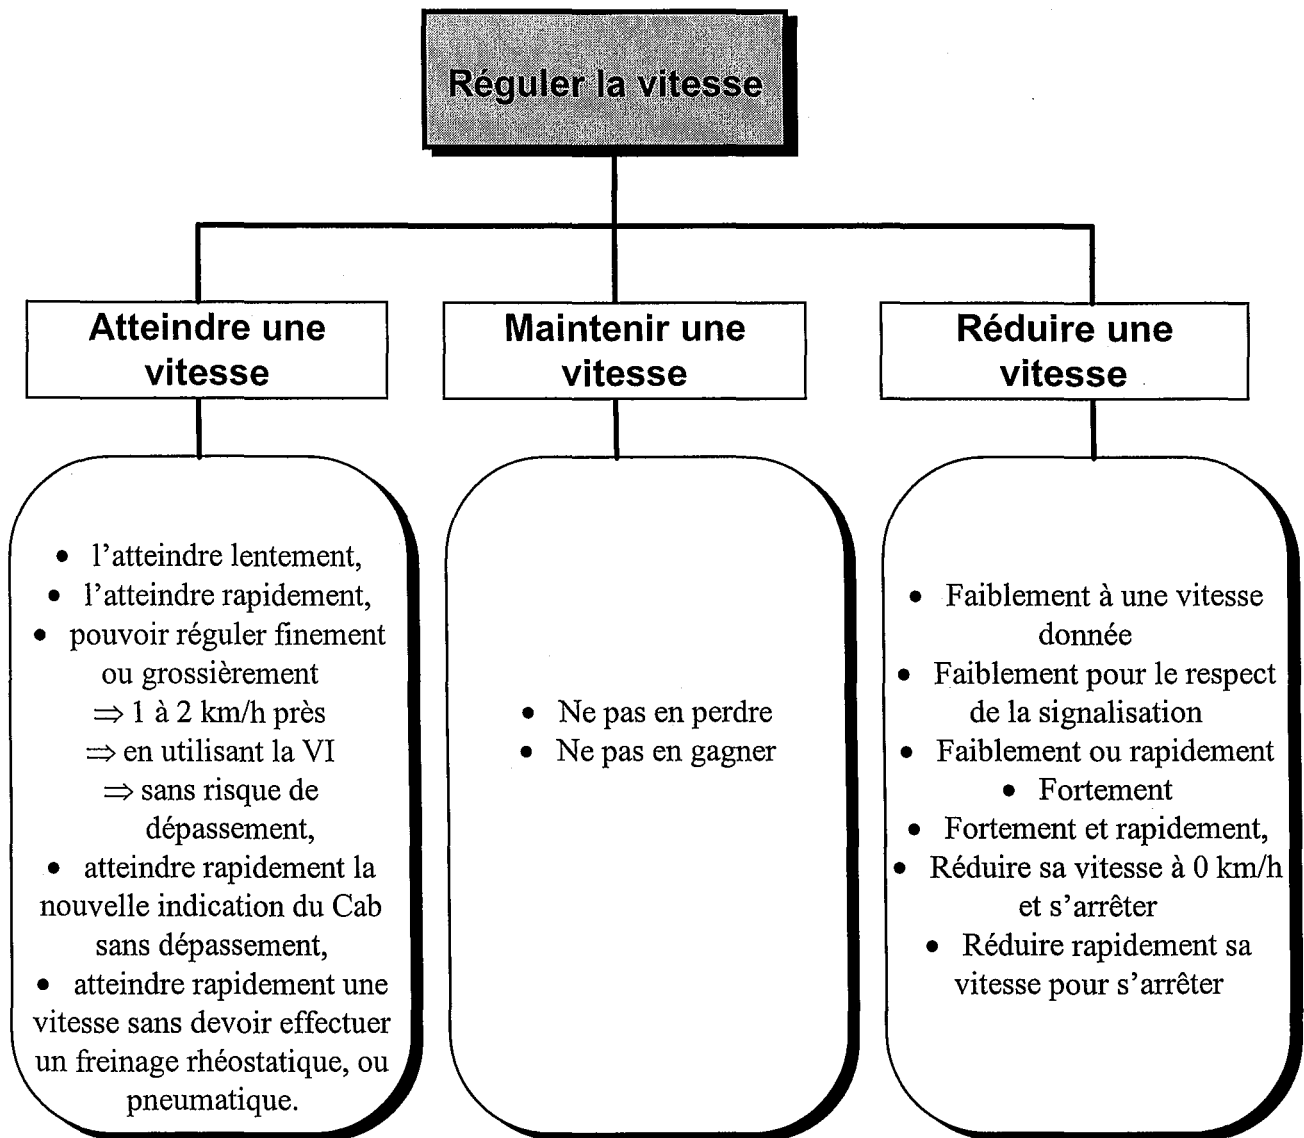 Réguler la vitesse
Atteindre une
vitesse
• l'atteindre lentement,
• l'atteindre rapidement,
• pouvoir réguler finement
ou grossièrement
⇒ 1 à 2 km/h près
⇒ en utilisant la VI
⇒ sans risque de
dépassement,
• atteindre rapidement la
nouvelle indication du Cab
sans dépassement,
• atteindre rapidement une
vitesse sans devoir effectuer
un freinage rhéostatique, ou
pneumatique.
Maintenir une
vitesse
• Ne pas en perdre
• Ne pas en gagner
Réduire une
vitesse
• Faiblement à une vitesse
donnée
• Faiblement pour le respect
de la signalisation
• Faiblement ou rapidement
• Fortement
• Fortement et rapidement,
• Réduire sa vitesse à 0 km/h
et s'arrêter
• Réduire rapidement sa
vitesse pour s'arrêter